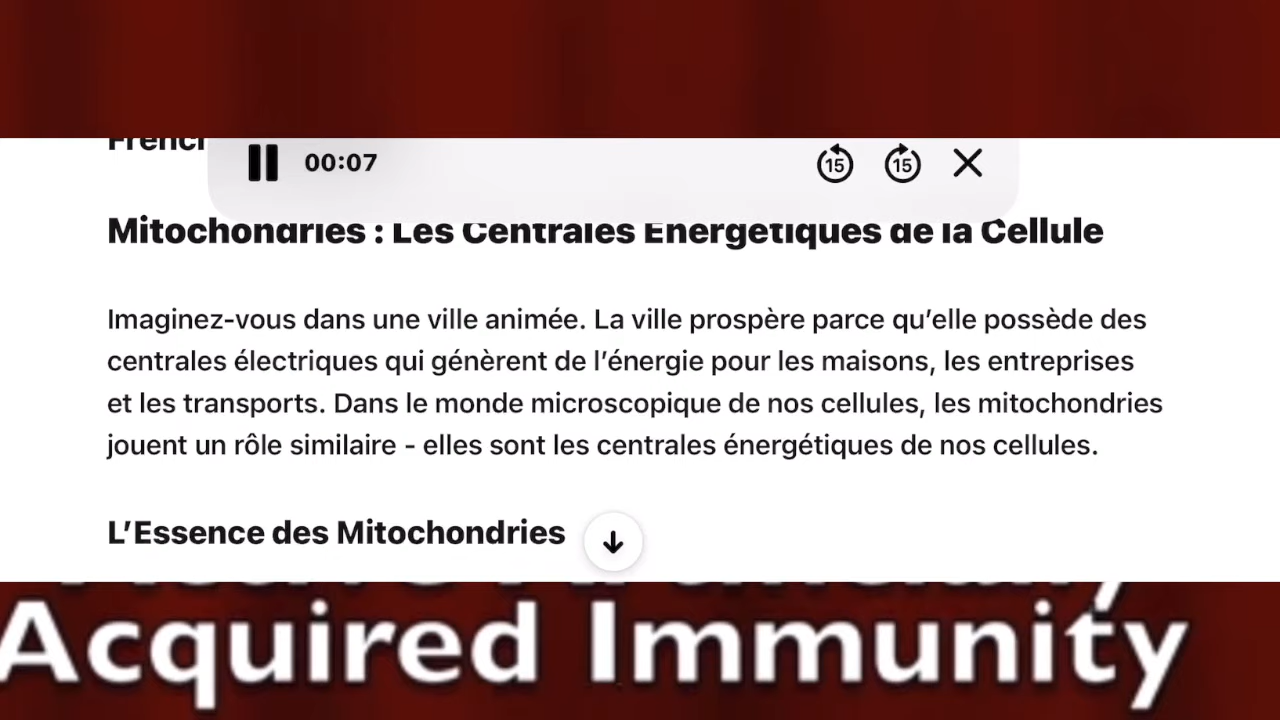 00:07
15
15
Mitochondries : Les Centrales Énergétiques de la Cellule
Imaginez-vous dans une ville animée. La ville prospère parce qu’elle possède des
centrales électriques qui génèrent de l’énergie pour les maisons, les entreprises
et les transports. Dans le monde microscopique de nos cellules, les mitochondries
jouent un rôle similaire - elles sont les centrales énergétiques de nos cellules.
L’Essence des Mitochondries
Acquired Immunity